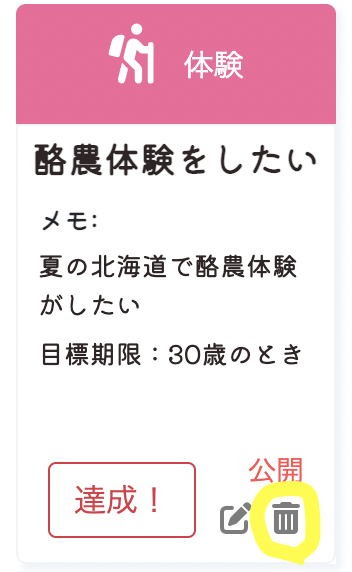 体験
酪農体験をしたい
メモ:
夏の北海道で酪農体験
がしたい
目標期限：30歳のとき
公開
達成！